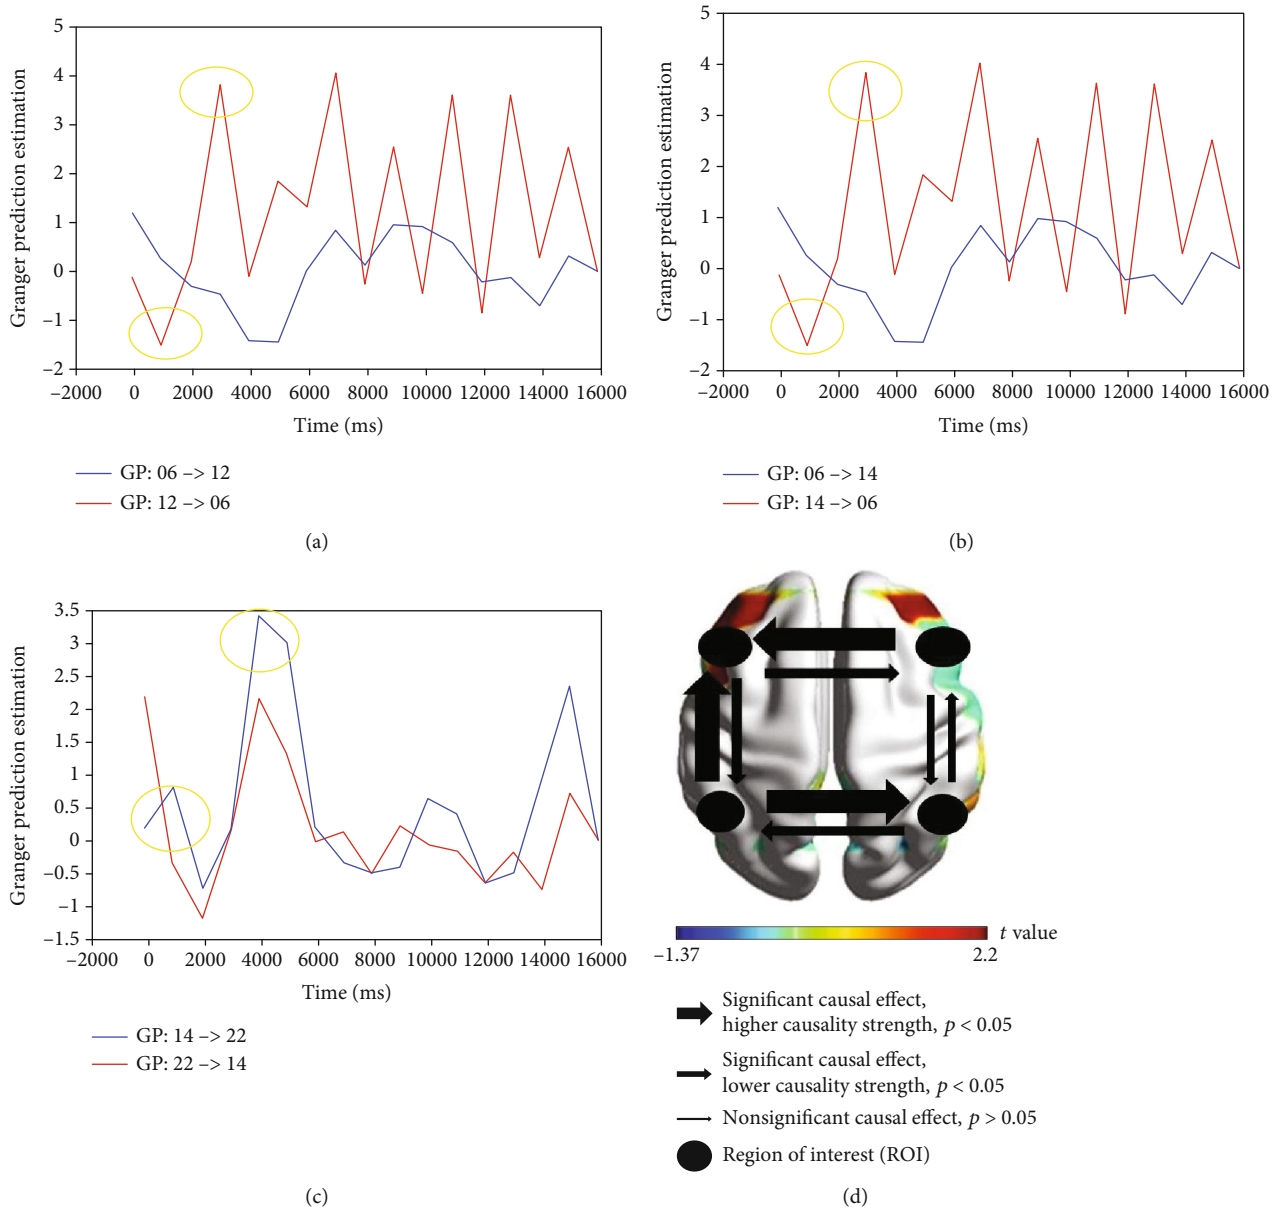 Granger prediction estimation
5
4
3
2
1
0
−1
−2
−2000 0 2000 4000 6000 8000 10000 12000 14000 16000
Time (ms)
GP: 06 −> 12
GP: 12 −> 06
(a)
Granger prediction estimation
5
4
3
2
1
0
−1
−2
−2000 0 2000 4000 6000 8000 10000 12000 14000 16000
Time (ms)
GP: 06 −> 14
GP: 14 −> 06
(b)
Granger prediction estimation
3.5
3
2.5
2
1.5
1
0.5
0
−0.5
−1
−1.5
−2000 0 2000 4000 6000 8000 10000 12000 14000 16000
Time (ms)
GP: 14 −> 22
GP: 22 −> 14
(c)
t value
−1.37 2.2
Significant causal effect,
higher causality strength, p < 0.05
Significant causal effect,
lower causality strength, p < 0.05
Nonsignificant causal effect, p > 0.05
Region of interest (ROI)
(d)